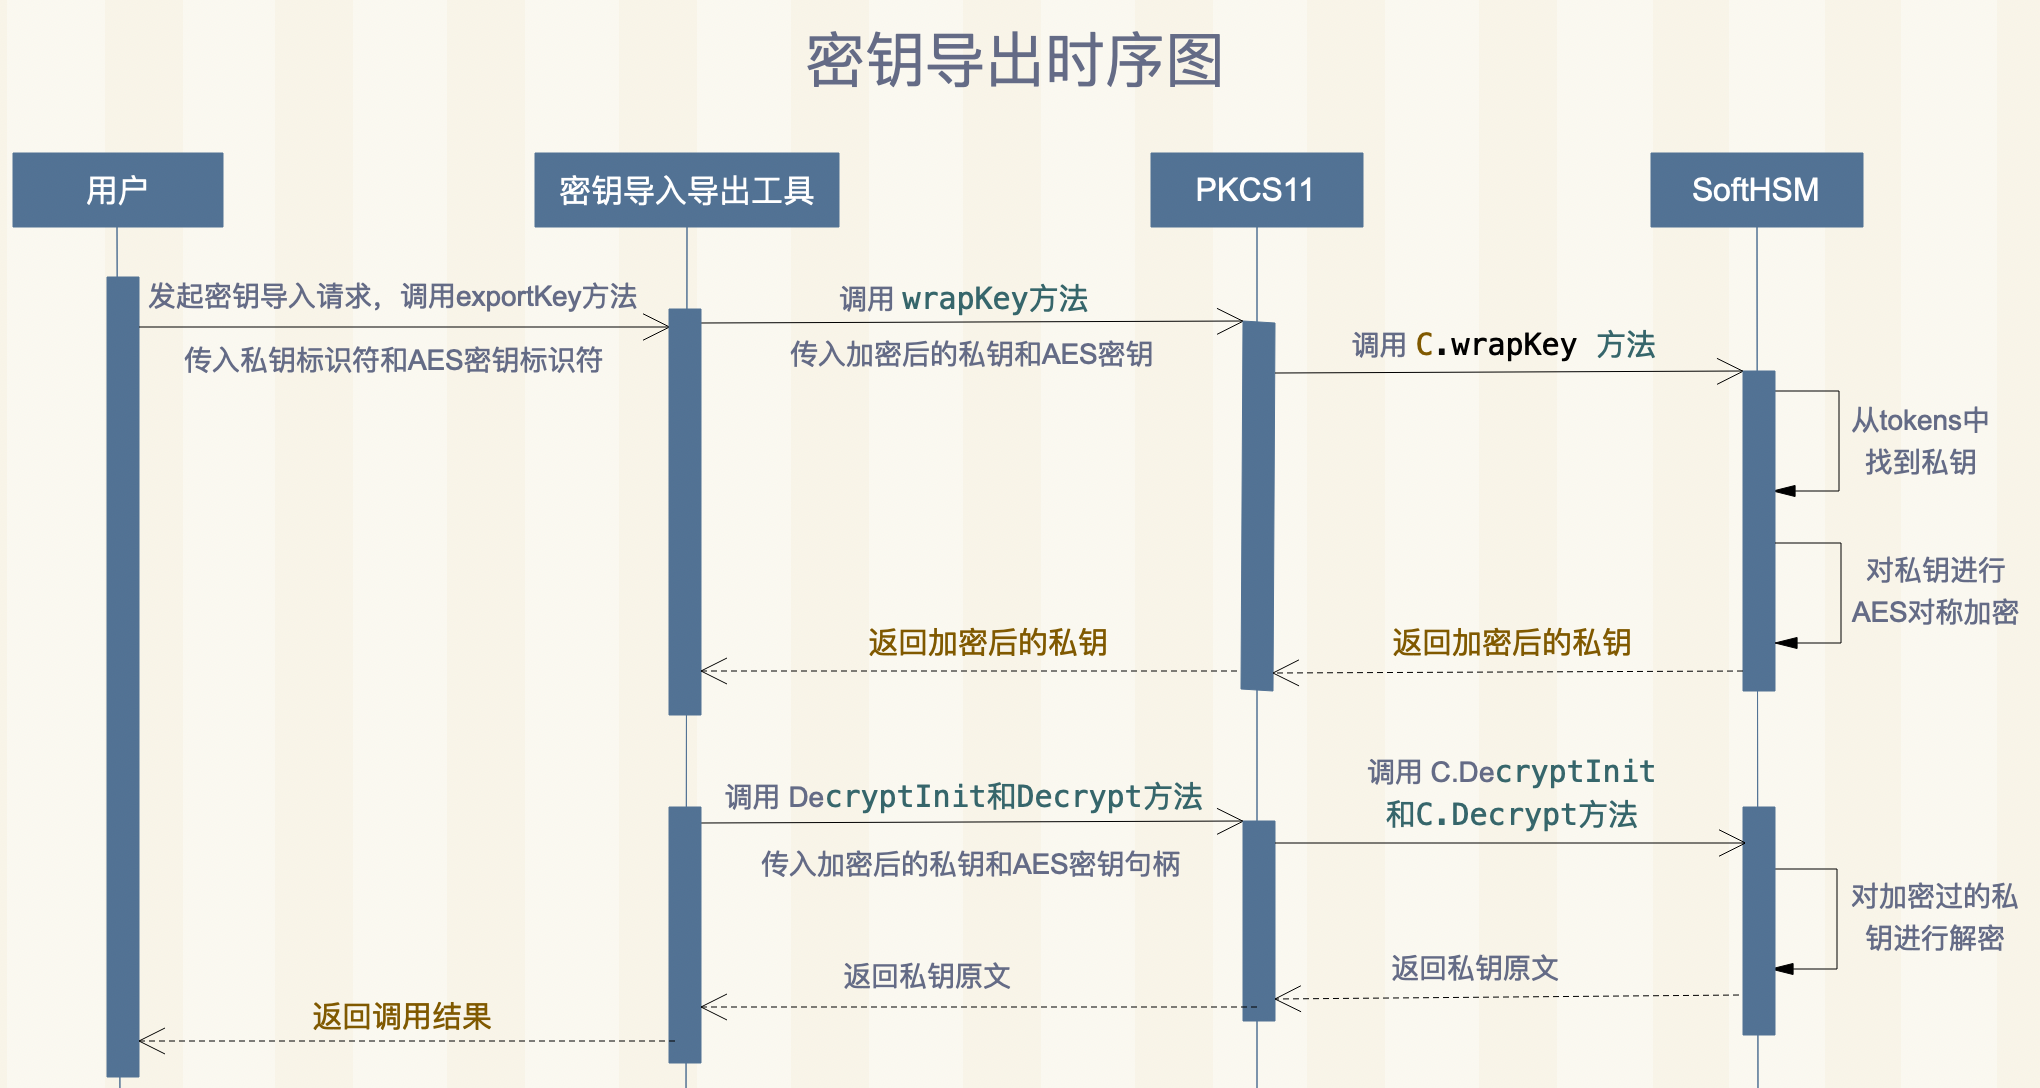 密钥导出时序图
用户
密钥导入导出工具
PKCS11
SoftHSM
发起密钥导入请求，调用exportKey方法
传入私钥标识符和AES密钥标识符
调用 wrapKey方法
传入加密后的私钥和AES密钥
调用 C.wrapKey 方法
从tokens中
找到私钥
对私钥进行
AES对称加密
返回加密后的私钥
返回加密后的私钥
调用 DecryptInit和Decrypt方法
传入加密后的私钥和AES密钥句柄
调用 C.DecryptInit
和C.Decrypt方法
对加密过的私
钥进行解密
返回私钥原文
返回私钥原文
返回调用结果